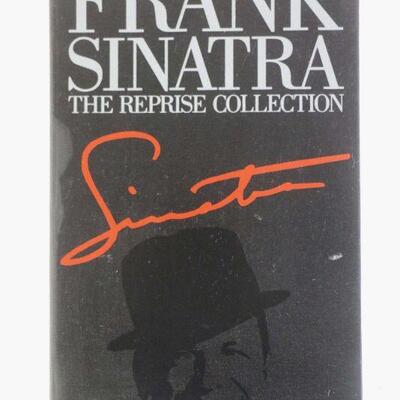 FRANK
SINATRA
THE REPRISE COLLECTION
Sinatra